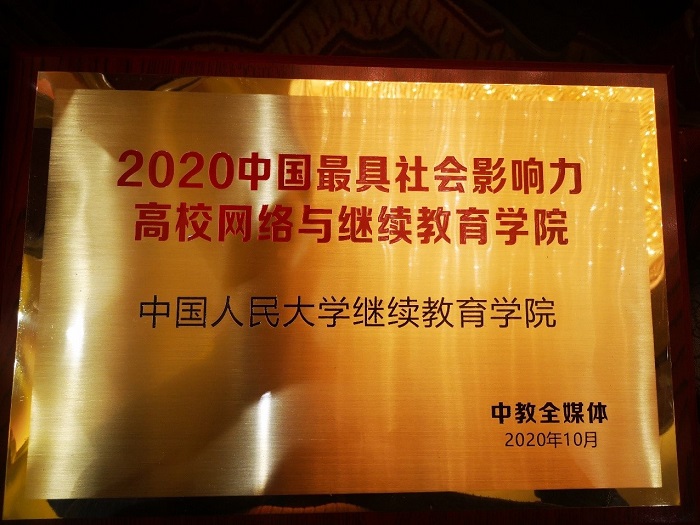 2020中国最具社会影响力
高校网络与继续教育学院
中国人民大学继续教育学院
中教全媒体
2020年10月